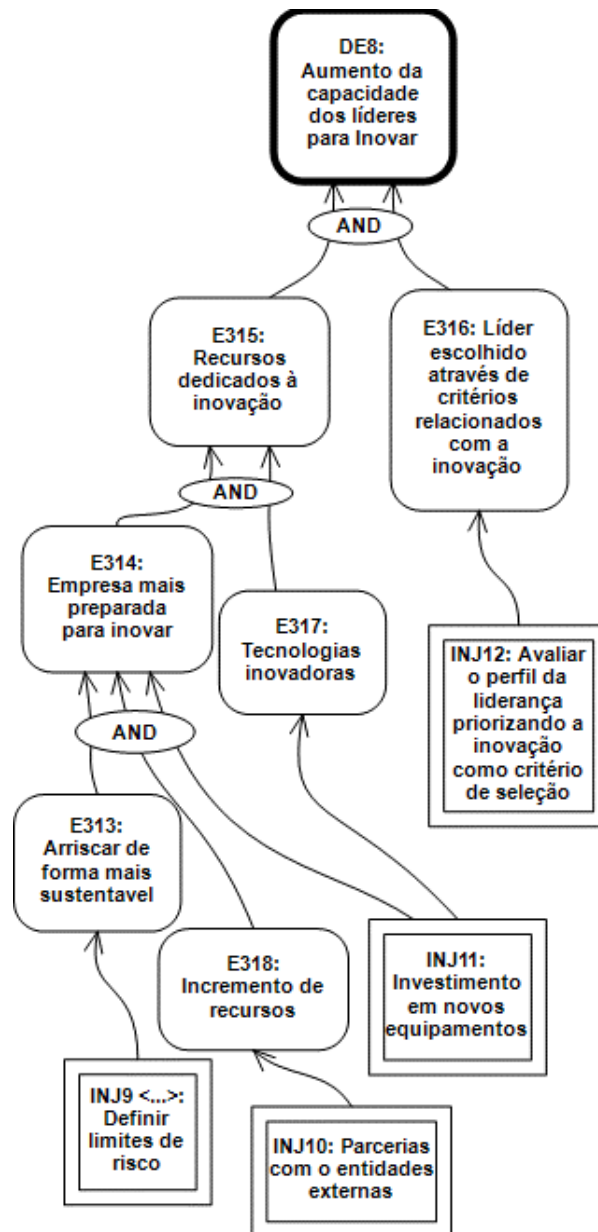 DE8:
Aumento da
capacidade
dos líderes
para Inovar
AND
E315:
Recursos
dedicados à
inovação
E316: Líder
escolhido
através de
critérios
relacionados
com a
inovação
AND
E314:
Empresa mais
preparada
para inovar
E317:
Tecnologias
inovadoras
INJ12: Avaliar
o perfil da
liderança
priorizando a
inovação
como critério
de seleção
AND
E313:
Arriscar de
forma mais
sustentavel
E318:
Incremento de
recursos
INJ11:
Investimento
em novos
equipamentos
INJ9 <...>:
Definir
limites de
risco
INJ10: Parcerias
com o entidades
externas